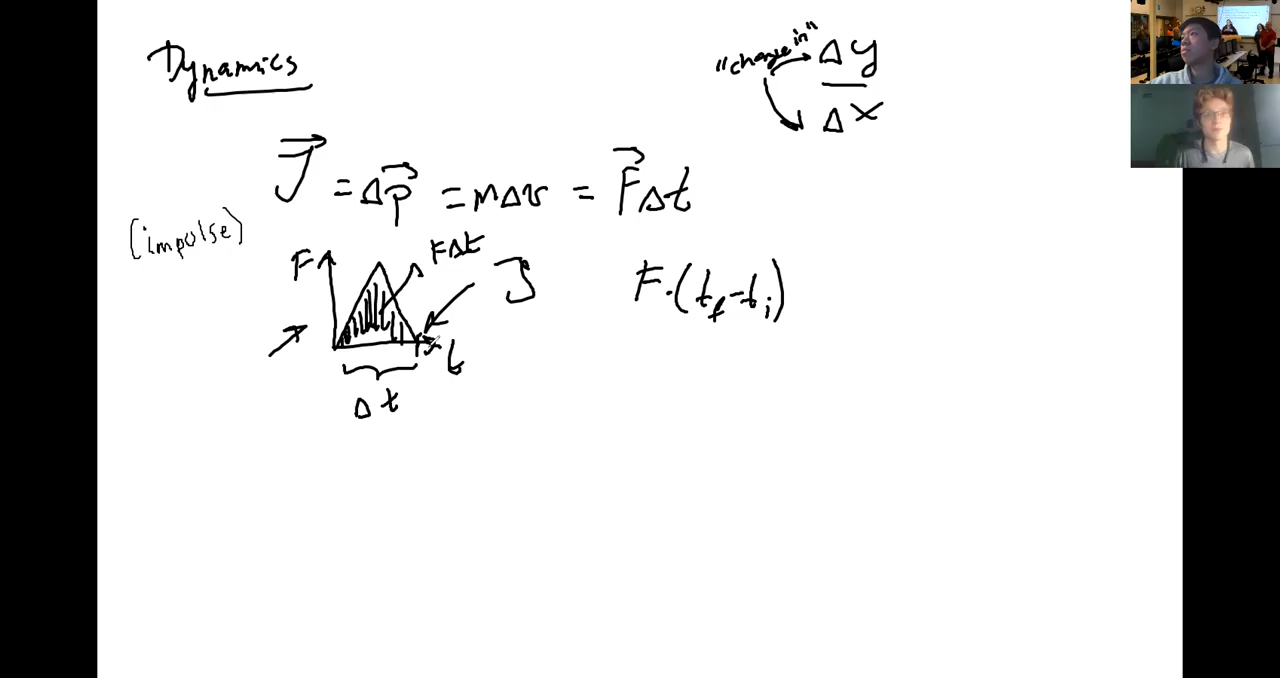 Dynamics
"change in" Δy
Δx
J = Δp = mΔv = FΔt
(impulse)
F FΔt J F·(tf-ti)
t
Δt